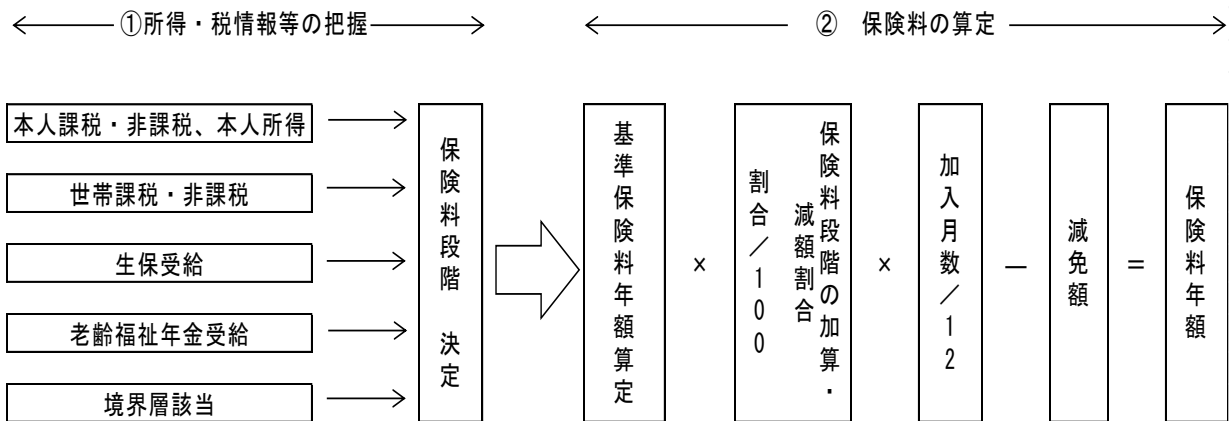 ①所得・税情報等の把握
② 保険料の算定
本人課税・非課税、本人所得
世帯課税・非課税
生保受給
老齢福祉年金受給
境界層該当
保険料段階 決定
基準保険料年額算定
×
保険料段階の加算・
減額割合
割合/100
×
加入月数/12
－
減免額
=
保険料年額